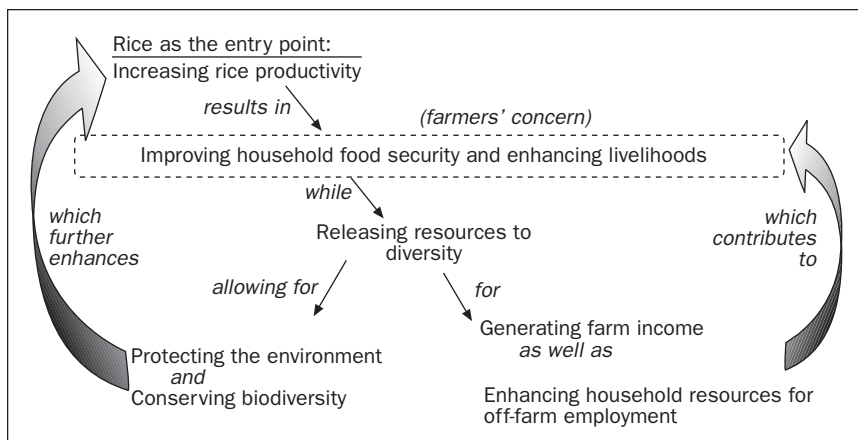 Rice as the entry point:
Increasing rice productivity
results in
(farmers’ concern)
Improving household food security and enhancing livelihoods
while
which
further
enhances
Releasing resources to
diversity
which
contributes
to
allowing for
for
Generating farm income
as well as
Protecting the environment
and
Conserving biodiversity
Enhancing household resources for
off-farm employment